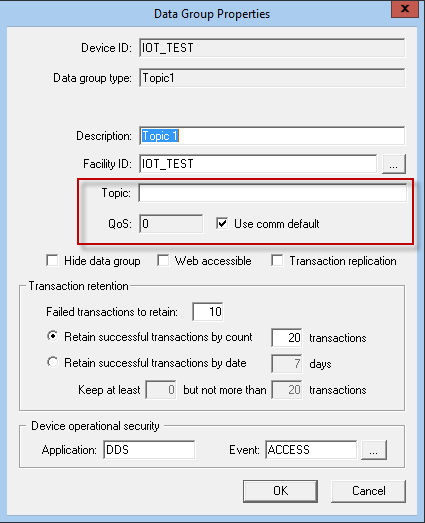 Data Group Properties
x
Device ID: IOT_TEST
Data group type: Topic1
Description: Topic 1
Facility ID: IOT_TEST ...
Topic:
QoS: 0 Use comm default
Hide data group Web accessible Transaction replication
Transaction retention
Failed transactions to retain: 10
Retain successful transactions by count 20 transactions
Retain successful transactions by date 7 days
Keep at least 0 but not more than 20 transactions
Device operational security
Application: DDS Event: ACCESS ...
OK Cancel